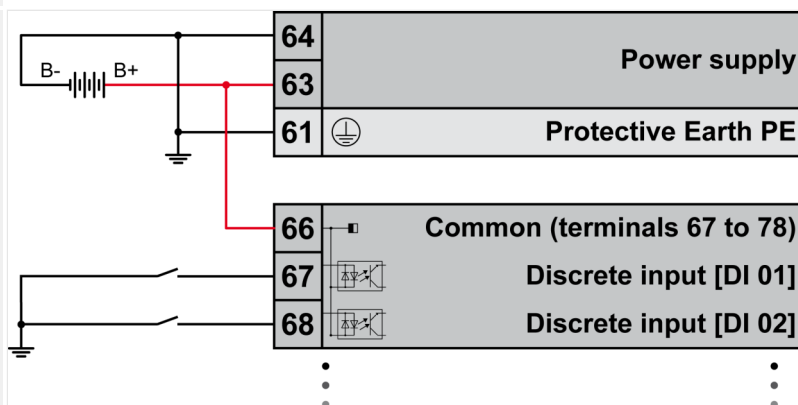 64
Power supply
B- B+
63
61 Protective Earth PE
66 Common (terminals 67 to 78)
67 Discrete input [DI 01]
68 Discrete input [DI 02]